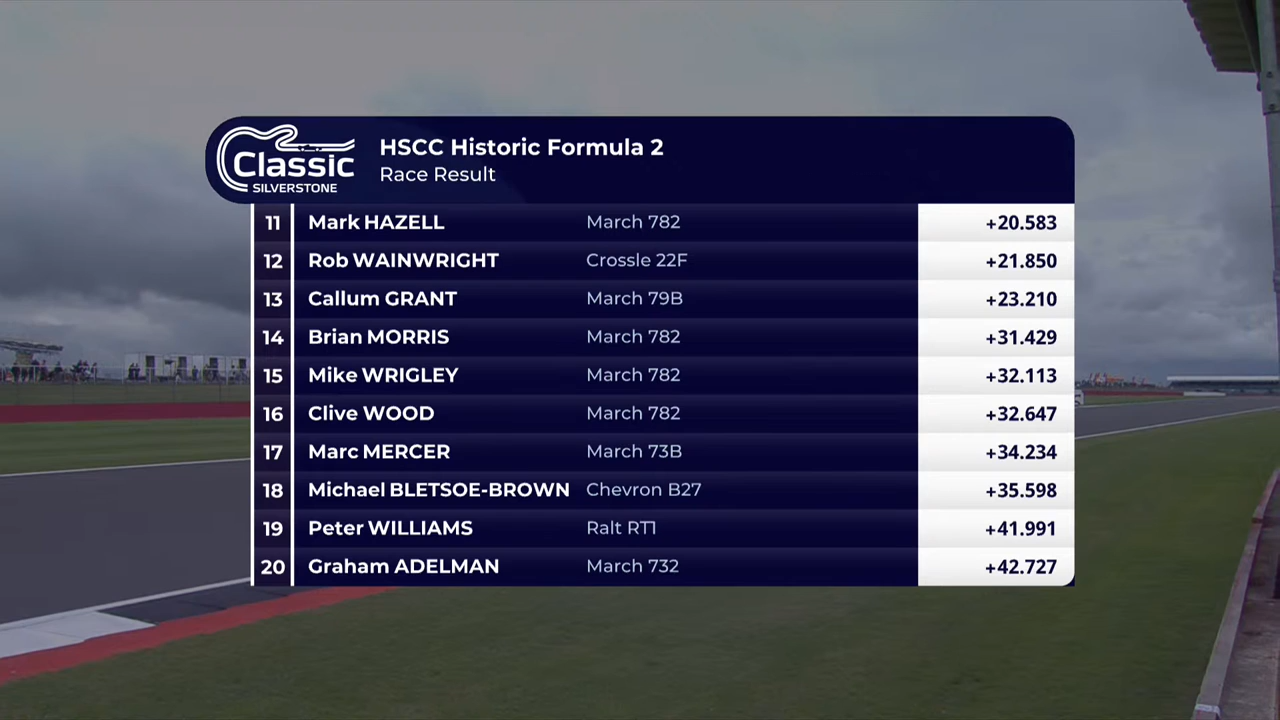 Classic
SILVERSTONE
HSCC Historic Formula 2
Race Result
11 Mark HAZELL March 782 +20.583
12 Rob WAINWRIGHT Crossle 22F +21.850
13 Callum GRANT March 79B +23.210
14 Brian MORRIS March 782 +31.429
15 Mike WRIGLEY March 782 +32.113
16 Clive WOOD March 782 +32.647
17 Marc MERCER March 73B +34.234
18 Michael BLETSOE-BROWN Chevron B27 +35.598
19 Peter WILLIAMS Ralt RT1 +41.991
20 Graham ADELMAN March 732 +42.727